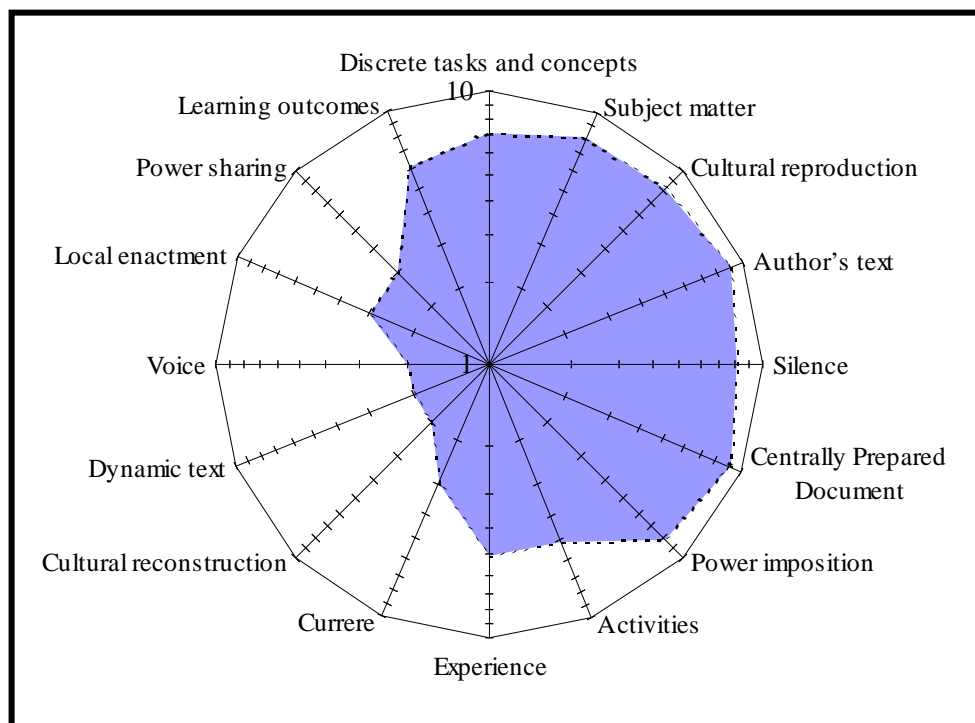 Discrete tasks and concepts
10
Learning outcomes
Subject matter
Power sharing
Cultural reproduction
Local enactment
Author’s text
Voice
1
Silence
Dynamic text
Centrally Prepared
Document
Cultural reconstruction
Power imposition
Currere
Activities
Experience